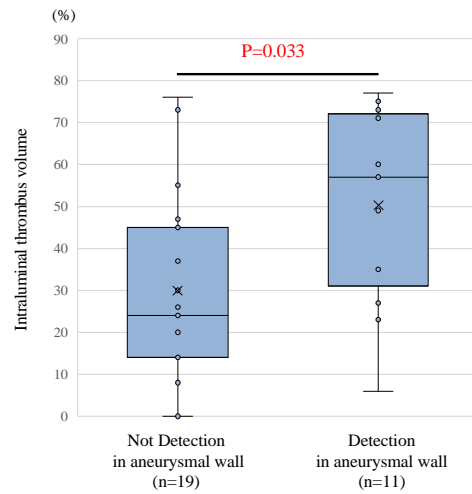 (%)
P=0.033
90
80
70
60
50
40
30
20
10
0
Intraluminal thrombus volume
Not Detection
in aneurysmal wall
(n=19)
Detection
in aneurysmal wall
(n=11)